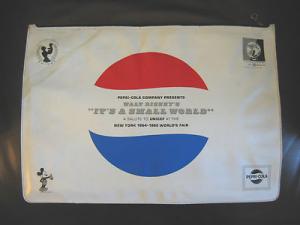 PEPSI-COLA COMPANY PRESENTS
WALT DISNEY'S
"IT'S A SMALL WORLD"
A SALUTE TO UNICEF AT THE
NEW YORK 1964-1965 WORLD'S FAIR
PEPSI-COLA